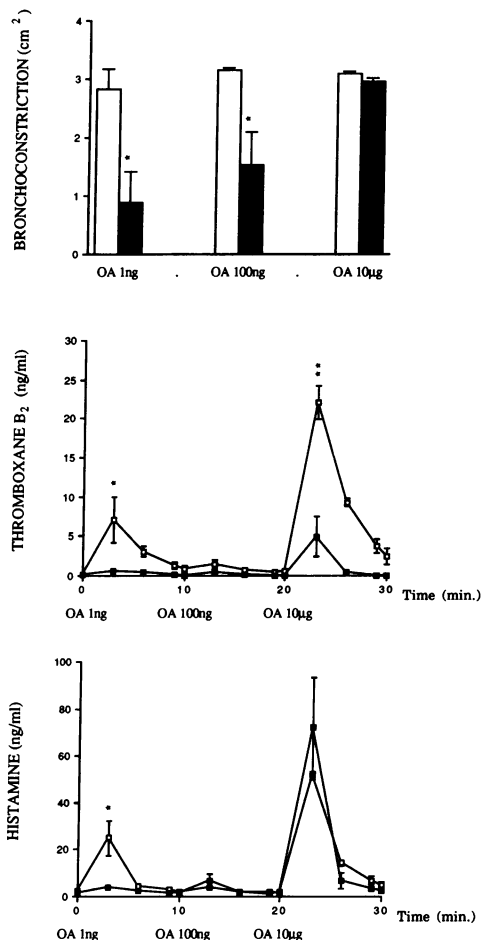 BRONCHOCONSTRICTION (cm 2 )
4
3
2
1
0
*
*
OA 1ng . OA 100ng . OA 10µg
THROMBOXANE B2 (ng/ml)
30
25
20
15
10
5
0
*
*
*
0 10 20 30
Time (min.)
OA 1ng OA 100ng OA 10µg
HISTAMINE (ng/ml)
100
80
60
40
20
0
*
0 10 20 30
Time (min.)
OA 1ng OA 100ng OA 10µg